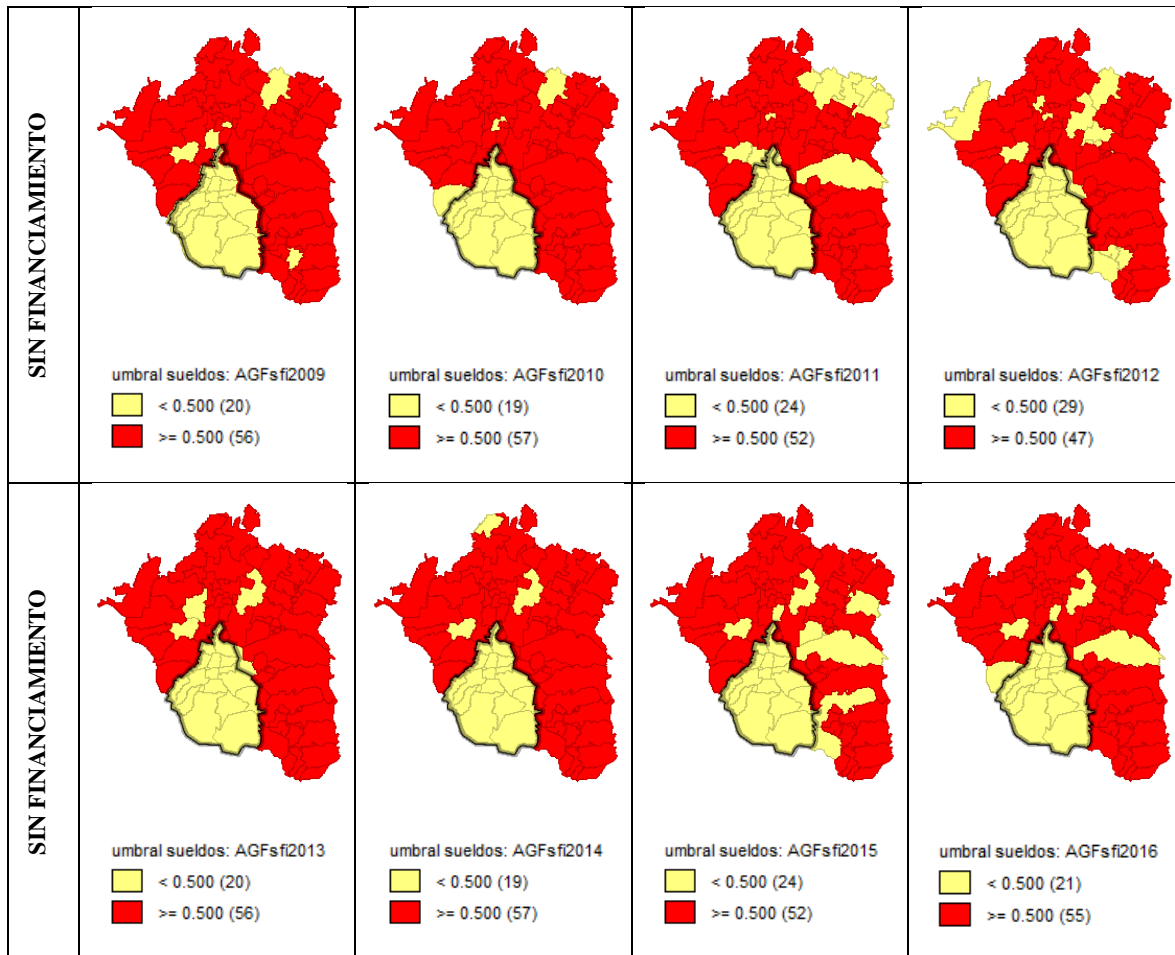 SIN FINANCIAMIENTO
umbral sueldos: AGFsfi2009
< 0.500 (20)
>= 0.500 (56)
umbral sueldos: AGFsfi2010
< 0.500 (19)
>= 0.500 (57)
umbral sueldos: AGFsfi2011
< 0.500 (24)
>= 0.500 (52)
umbral sueldos: AGFsfi2012
< 0.500 (29)
>= 0.500 (47)
SIN FINANCIAMIENTO
umbral sueldos: AGFsfi2013
< 0.500 (20)
>= 0.500 (56)
umbral sueldos: AGFsfi2014
< 0.500 (19)
>= 0.500 (57)
umbral sueldos: AGFsfi2015
< 0.500 (24)
>= 0.500 (52)
umbral sueldos: AGFsfi2016
< 0.500 (21)
>= 0.500 (55)